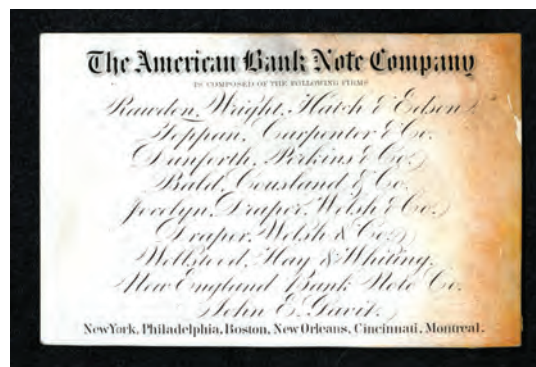 The American Bank Note Company
IS COMPOSED OF THE FOLLOWING FIRMS
Rawdon, Wright, Hatch & Edson.
Toppan, Carpenter & Co.
Danforth, Perkins & Co.
Bald, Cousland & Co.
Jocelyn, Draper, Welsh & Co.
Draper, Welsh & Co.
Wellstood, Hay & Whiting.
New England Bank Note Co.
John E. Gavit.
New York, Philadelphia, Boston, New Orleans, Cincinnati, Montreal.